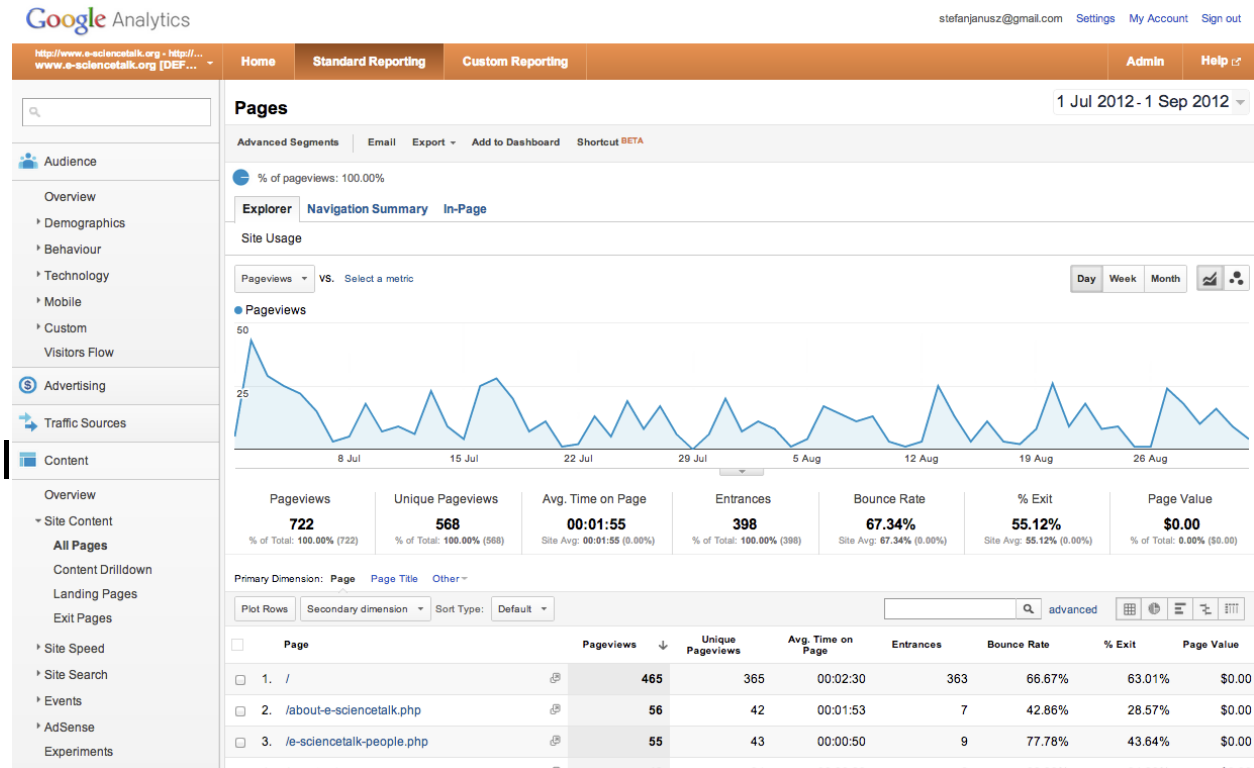 Google Analytics
stefanjanusz@gmail.com Settings My Account Sign out
http://www.e-sciencetalk.org - http://...
www.e-sciencetalk.org [DEF...
Home Standard Reporting Custom Reporting Admin Help
Pages
1 Jul 2012 - 1 Sep 2012
Advanced Segments Email Export Add to Dashboard Shortcut BETA
% of pageviews: 100.00%
Explorer Navigation Summary In-Page
Site Usage
Pageviews VS. Select a metric
Day Week Month
Pageviews
50
25
8 Jul 15 Jul 22 Jul 29 Jul 5 Aug 12 Aug 19 Aug 26 Aug
Audience
Overview
Demographics
Behaviour
Technology
Mobile
Custom
Visitors Flow
Advertising
Traffic Sources
Content
Overview
Site Content
All Pages
Content Drilldown
Landing Pages
Exit Pages
Site Speed
Site Search
Events
AdSense
Experiments
Pageviews Unique Pageviews Avg. Time on Page Entrances Bounce Rate % Exit Page Value
722 568 00:01:55 398 67.34% 55.12% $0.00
% of Total: 100.00% (722) % of Total: 100.00% (568) Site Avg: 00:01:55 (0.00%) % of Total: 100.00% (398) Site Avg: 67.34% (0.00%) Site Avg: 55.12% (0.00%) % of Total: 0.00% ($0.00)
Primary Dimension: Page Page Title Other
Plot Rows Secondary dimension Sort Type: Default advanced
Page Pageviews Unique Pageviews Avg. Time on Page Entrances Bounce Rate % Exit Page Value
1. / 465 365 00:02:30 363 66.67% 63.01% $0.00
2. /about-e-sciencetalk.php 56 42 00:01:53 7 42.86% 28.57% $0.00
3. /e-sciencetalk-people.php 55 43 00:00:50 9 77.78% 43.64% $0.00